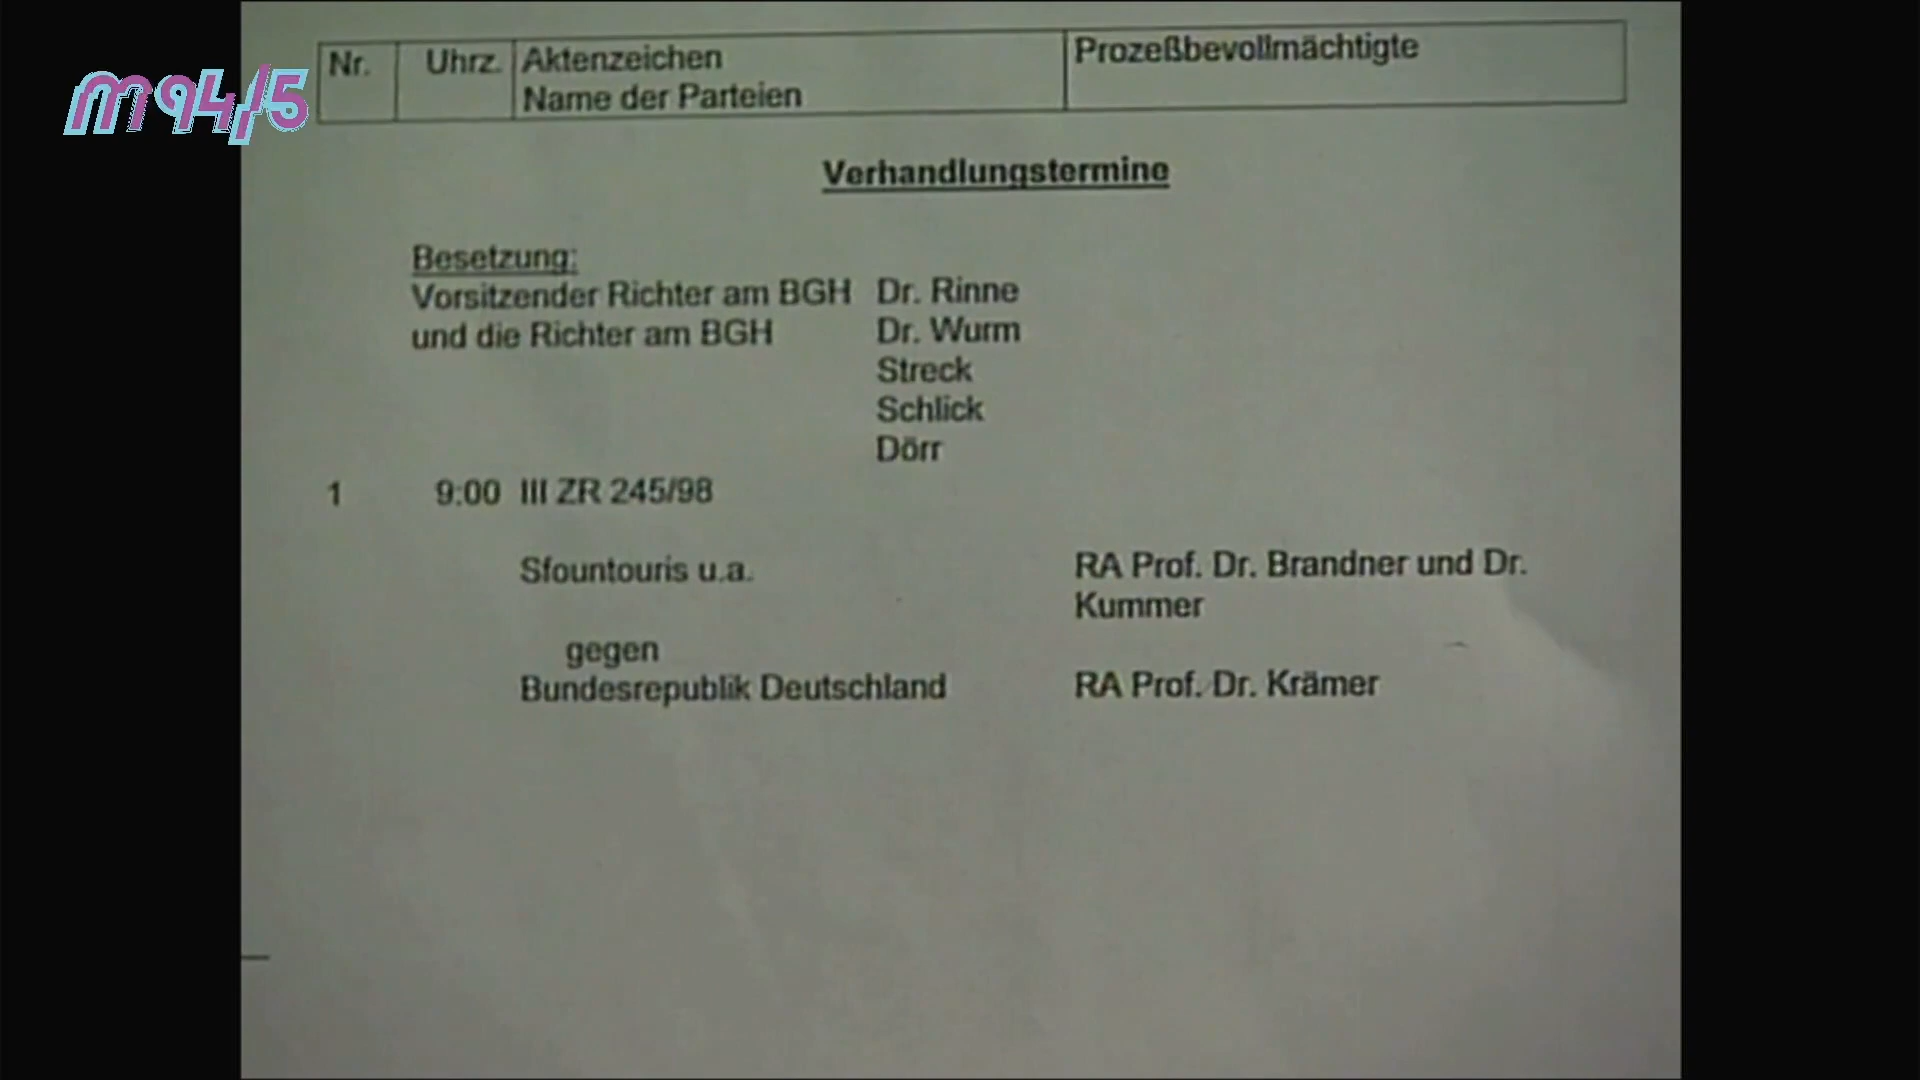 M94/5
Nr. Uhrz. Aktenzeichen Prozeßbevollmächtigte
Name der Parteien
Verhandlungstermine
Besetzung:
Vorsitzender Richter am BGH Dr. Rinne
und die Richter am BGH Dr. Wurm
Streck
Schlick
Dörr
1 9:00 III ZR 245/98
Sfountouris u.a. RA Prof. Dr. Brandner und Dr.
Kummer
gegen
Bundesrepublik Deutschland RA Prof. Dr. Krämer